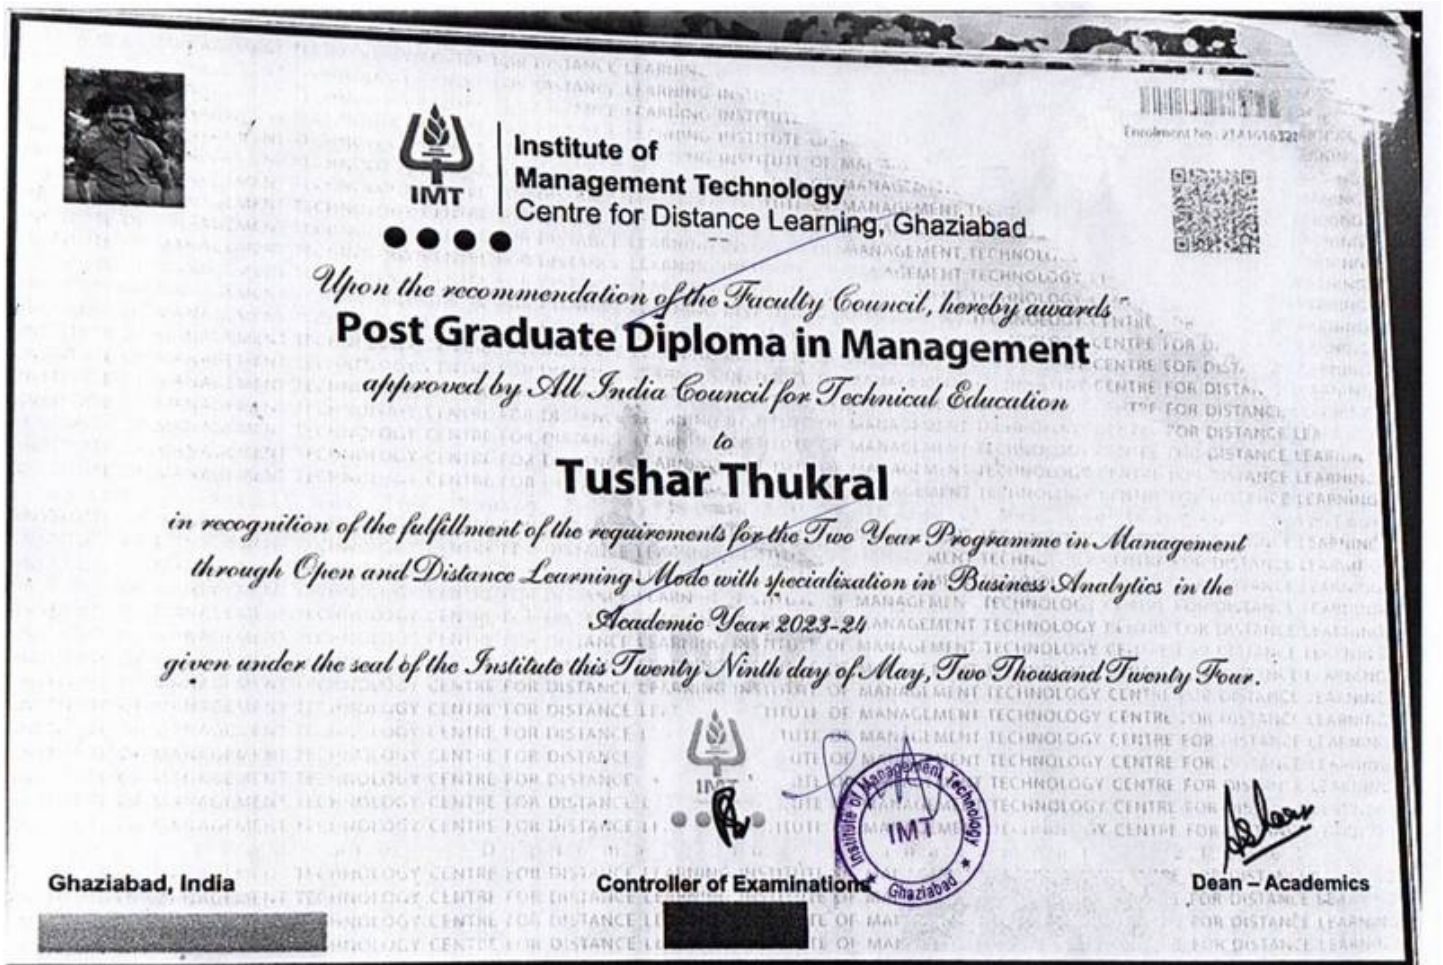 Institute of
Management Technology
Centre for Distance Learning, Ghaziabad
IMT
Upon the recommendation of the Faculty Council, hereby awards
Post Graduate Diploma in Management
approved by All India Council for Technical Education
to
Tushar Thukral
in recognition of the fulfillment of the requirements for the Two Year Programme in Management
through Open and Distance Learning Mode with specialization in Business Analytics in the
Academic Year 2023-24
given under the seal of the Institute this Twenty Ninth day of May, Two Thousand Twenty Four.
IMT
Institute of Management Technology
IMT
Ghaziabad
Ghaziabad, India
Controller of Examinations
Dean – Academics